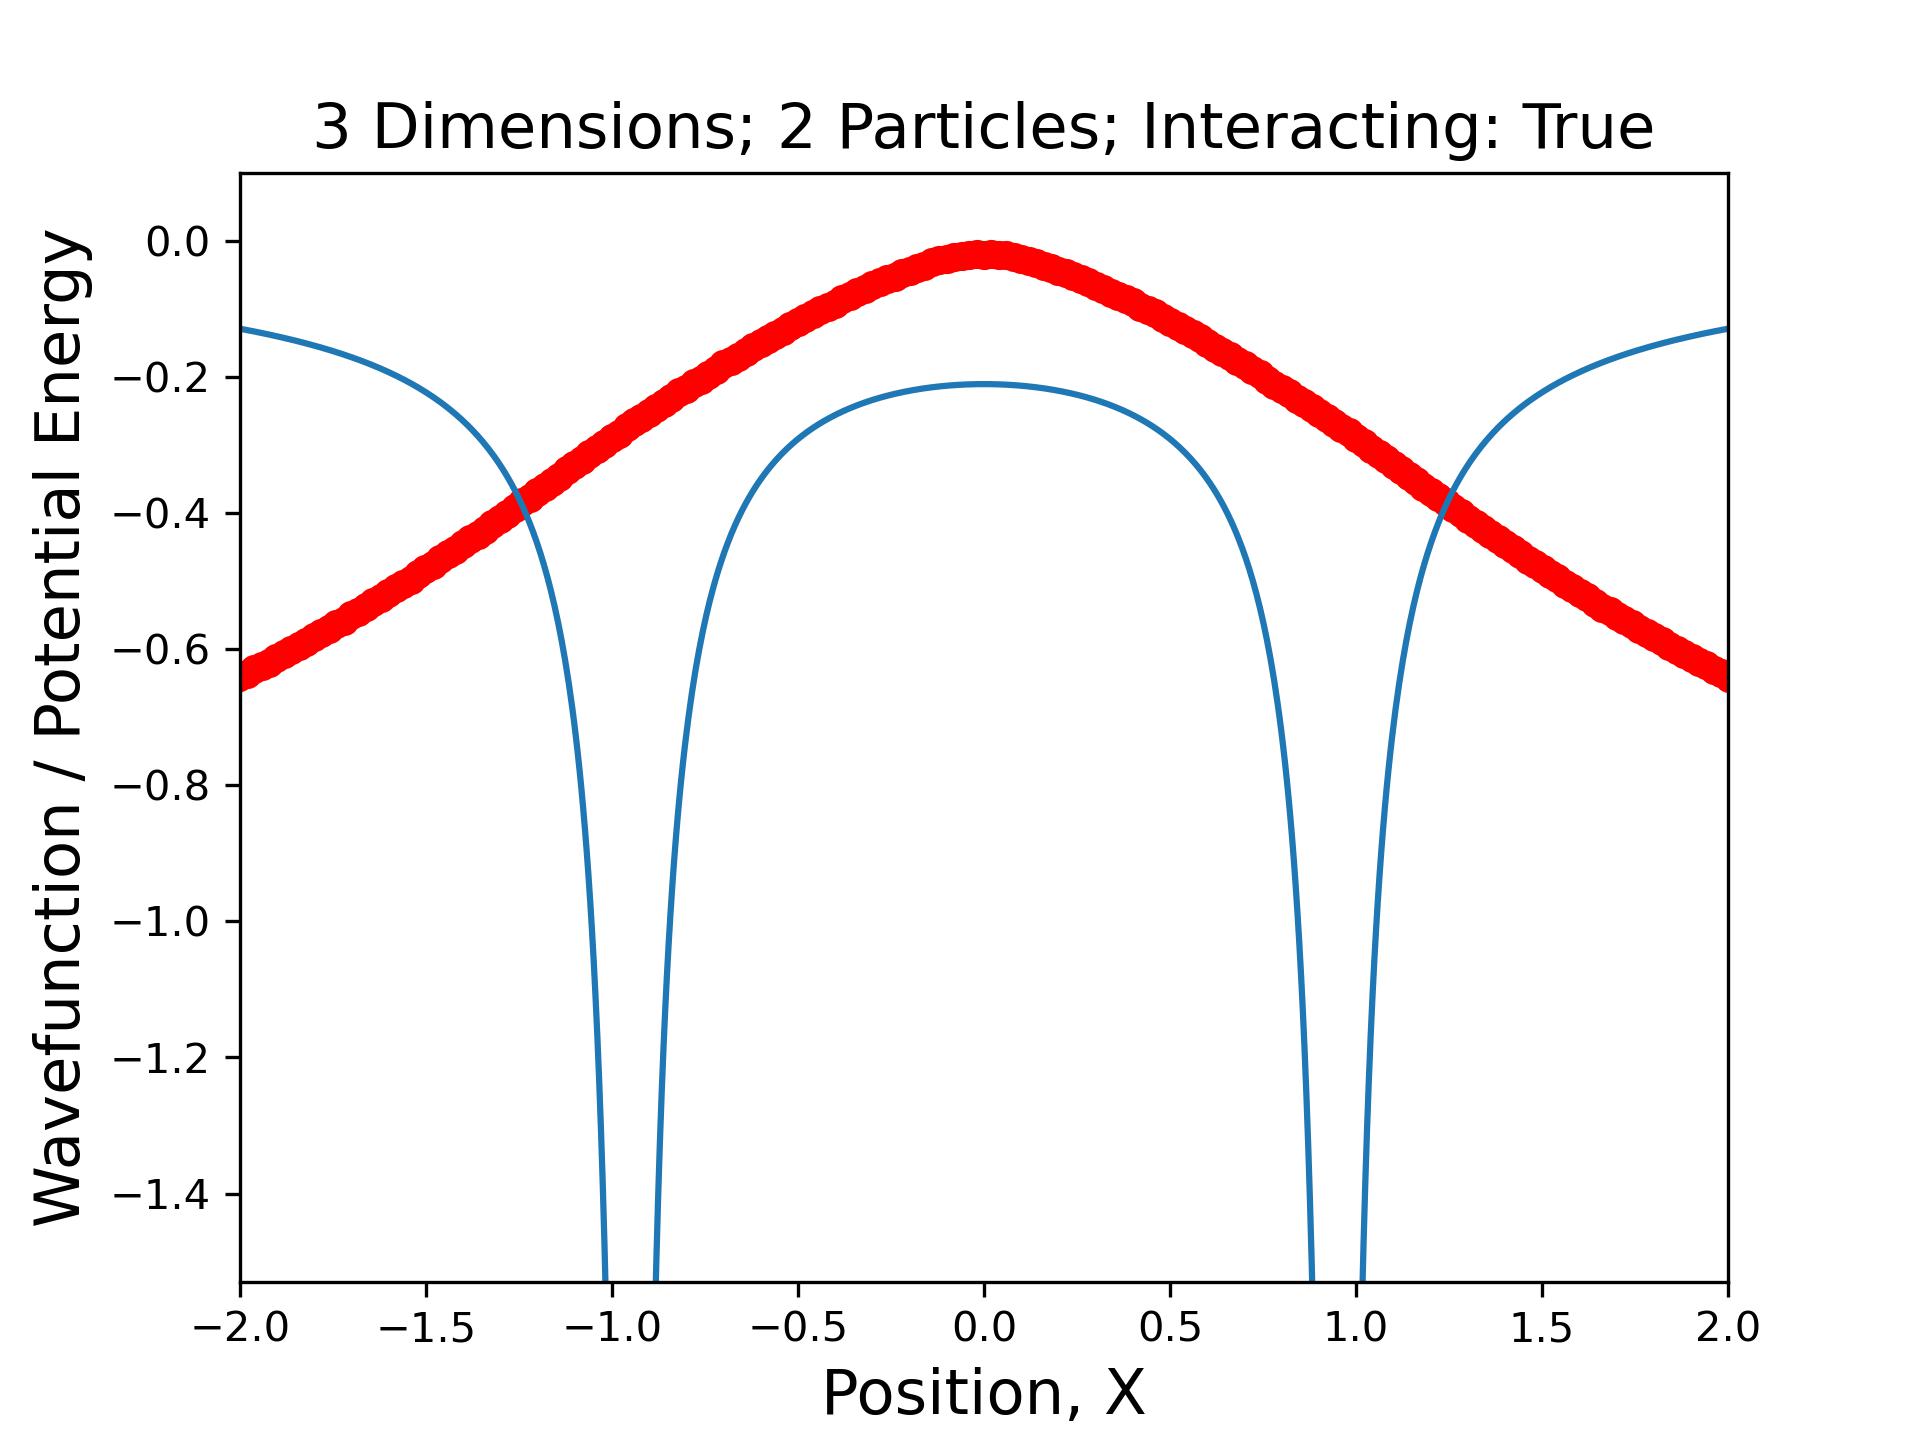 3 Dimensions; 2 Particles; Interacting: True
Wavefunction / Potential Energy
0.0
−0.2
−0.4
−0.6
−0.8
−1.0
−1.2
−1.4
−2.0 −1.5 −1.0 −0.5 0.0 0.5 1.0 1.5 2.0
Position, X